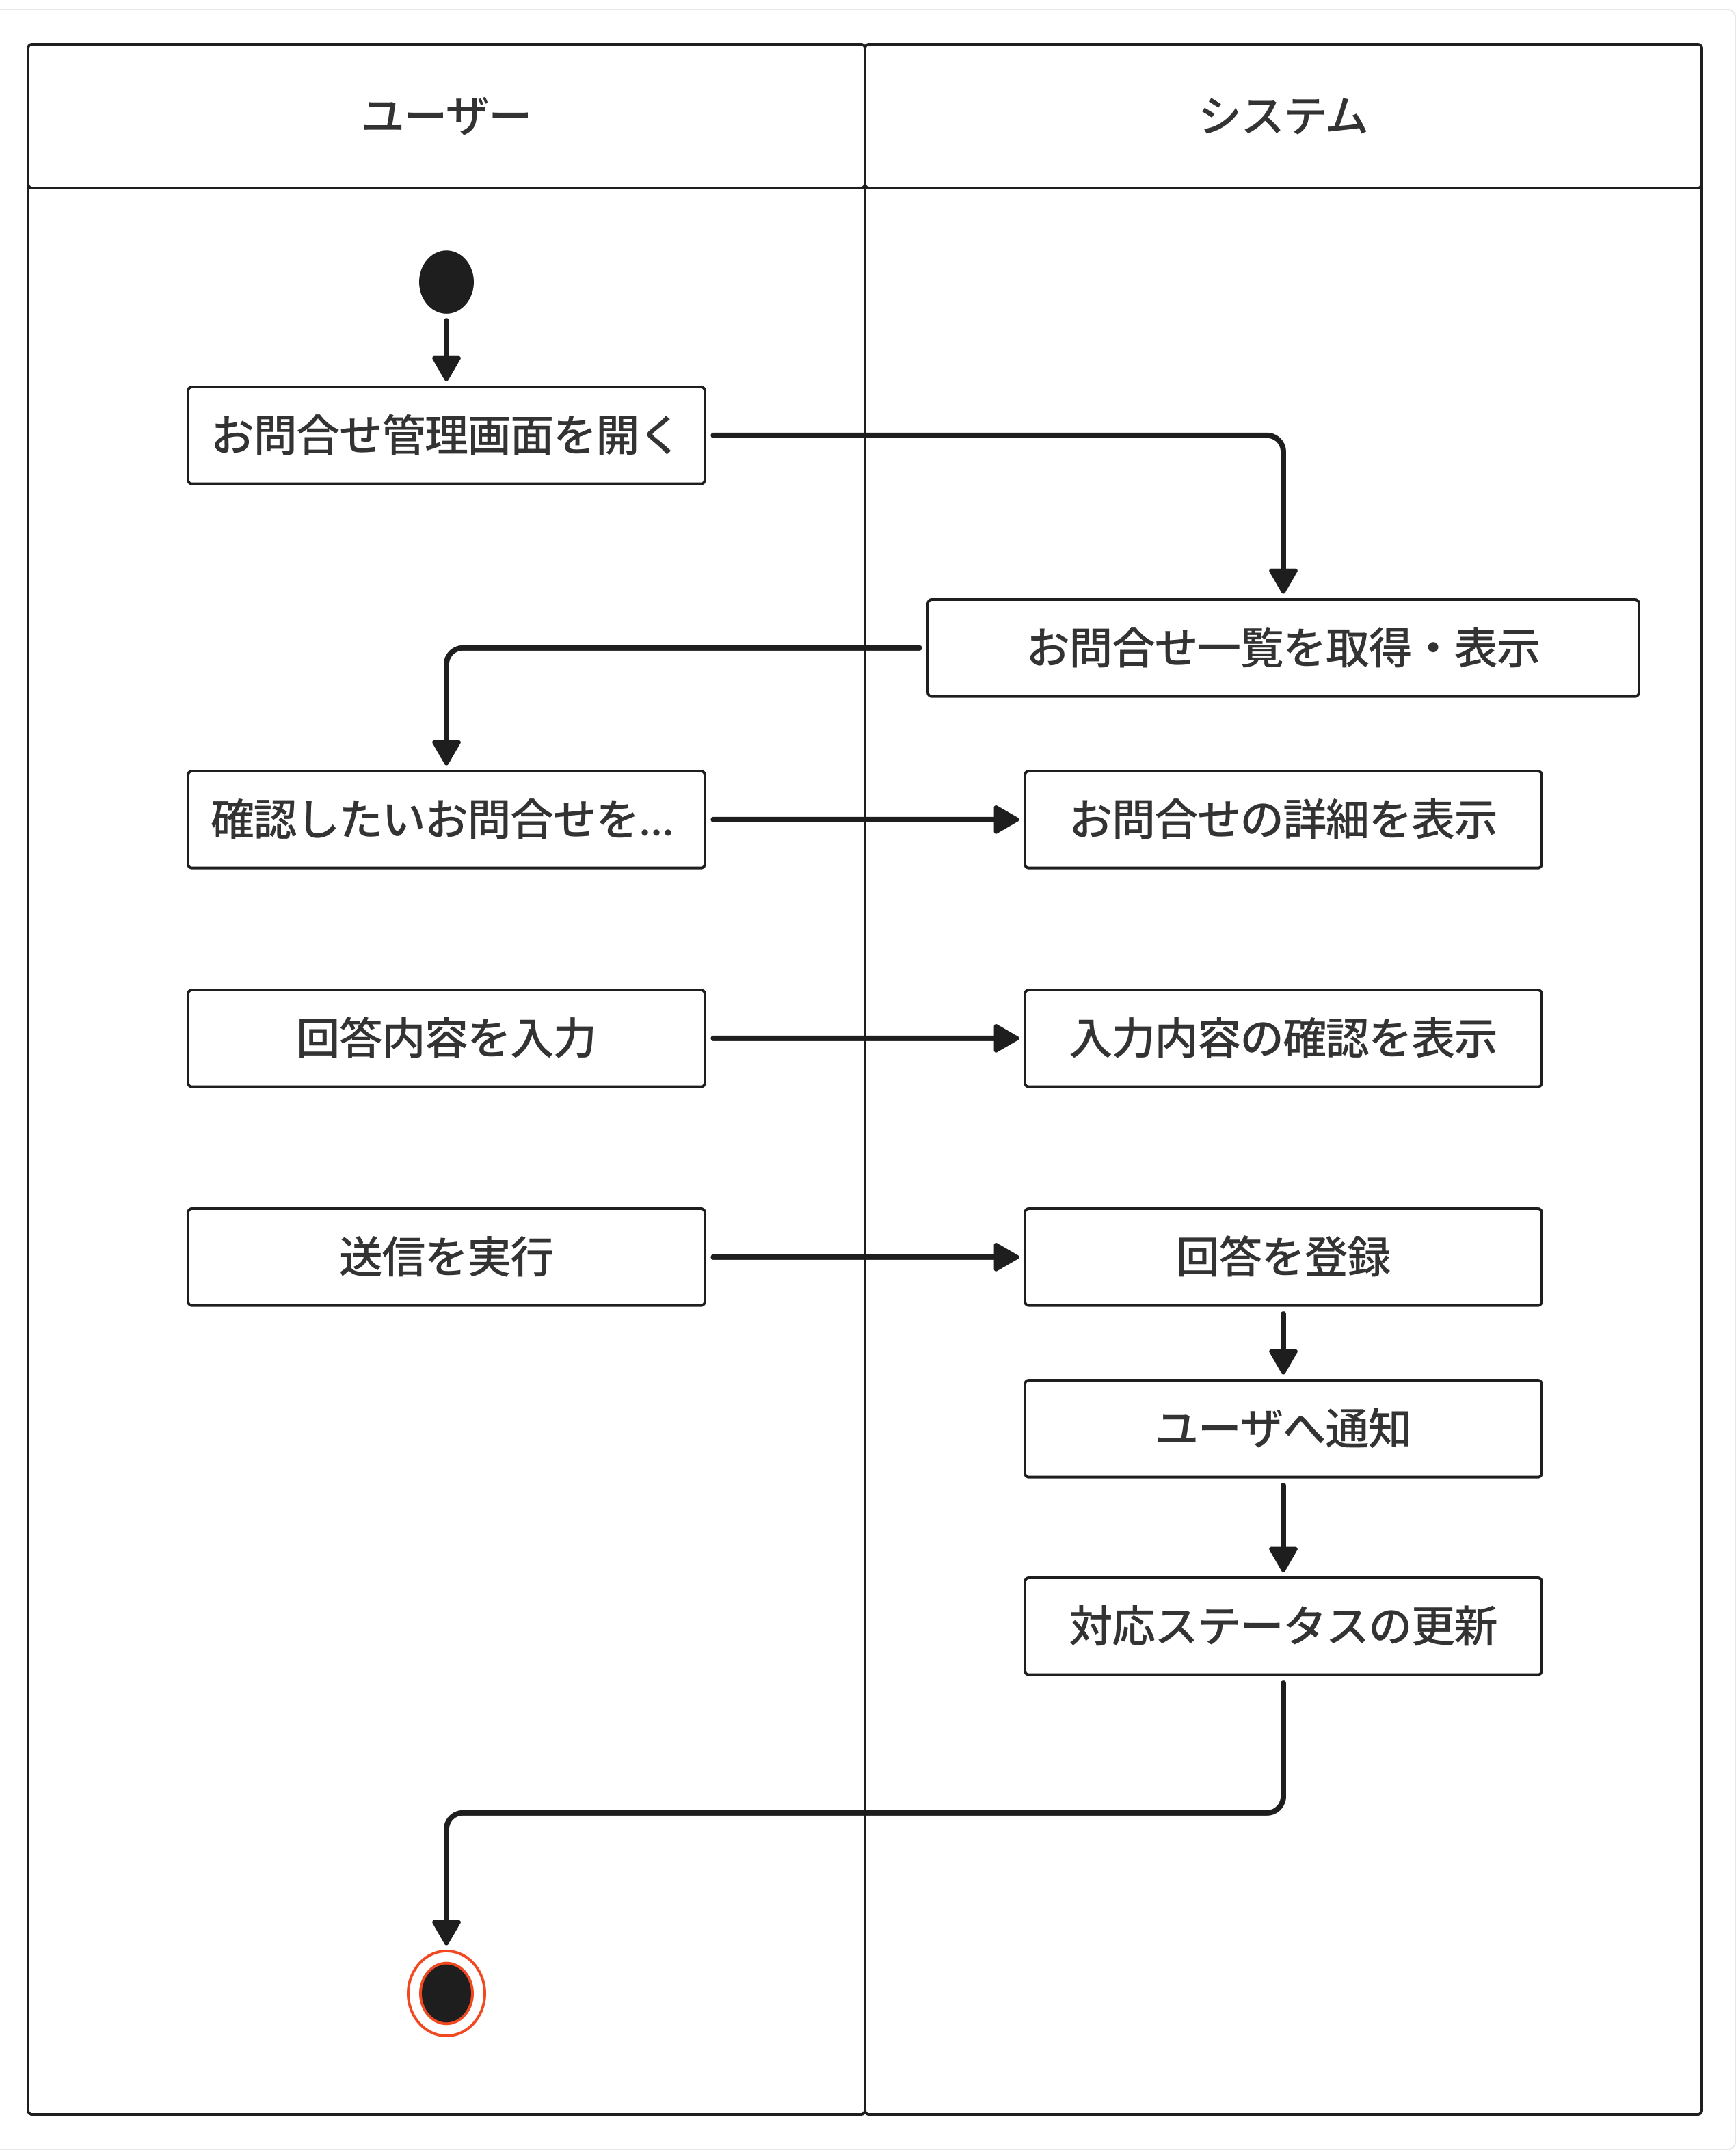 ユーザー
システム
お問合せ管理画面を開く
お問合せ一覧を取得・表示
確認したいお問合せを...
お問合せの詳細を表示
回答内容を入力
入力内容の確認を表示
送信を実行
回答を登録
ユーザへ通知
対応ステータスの更新